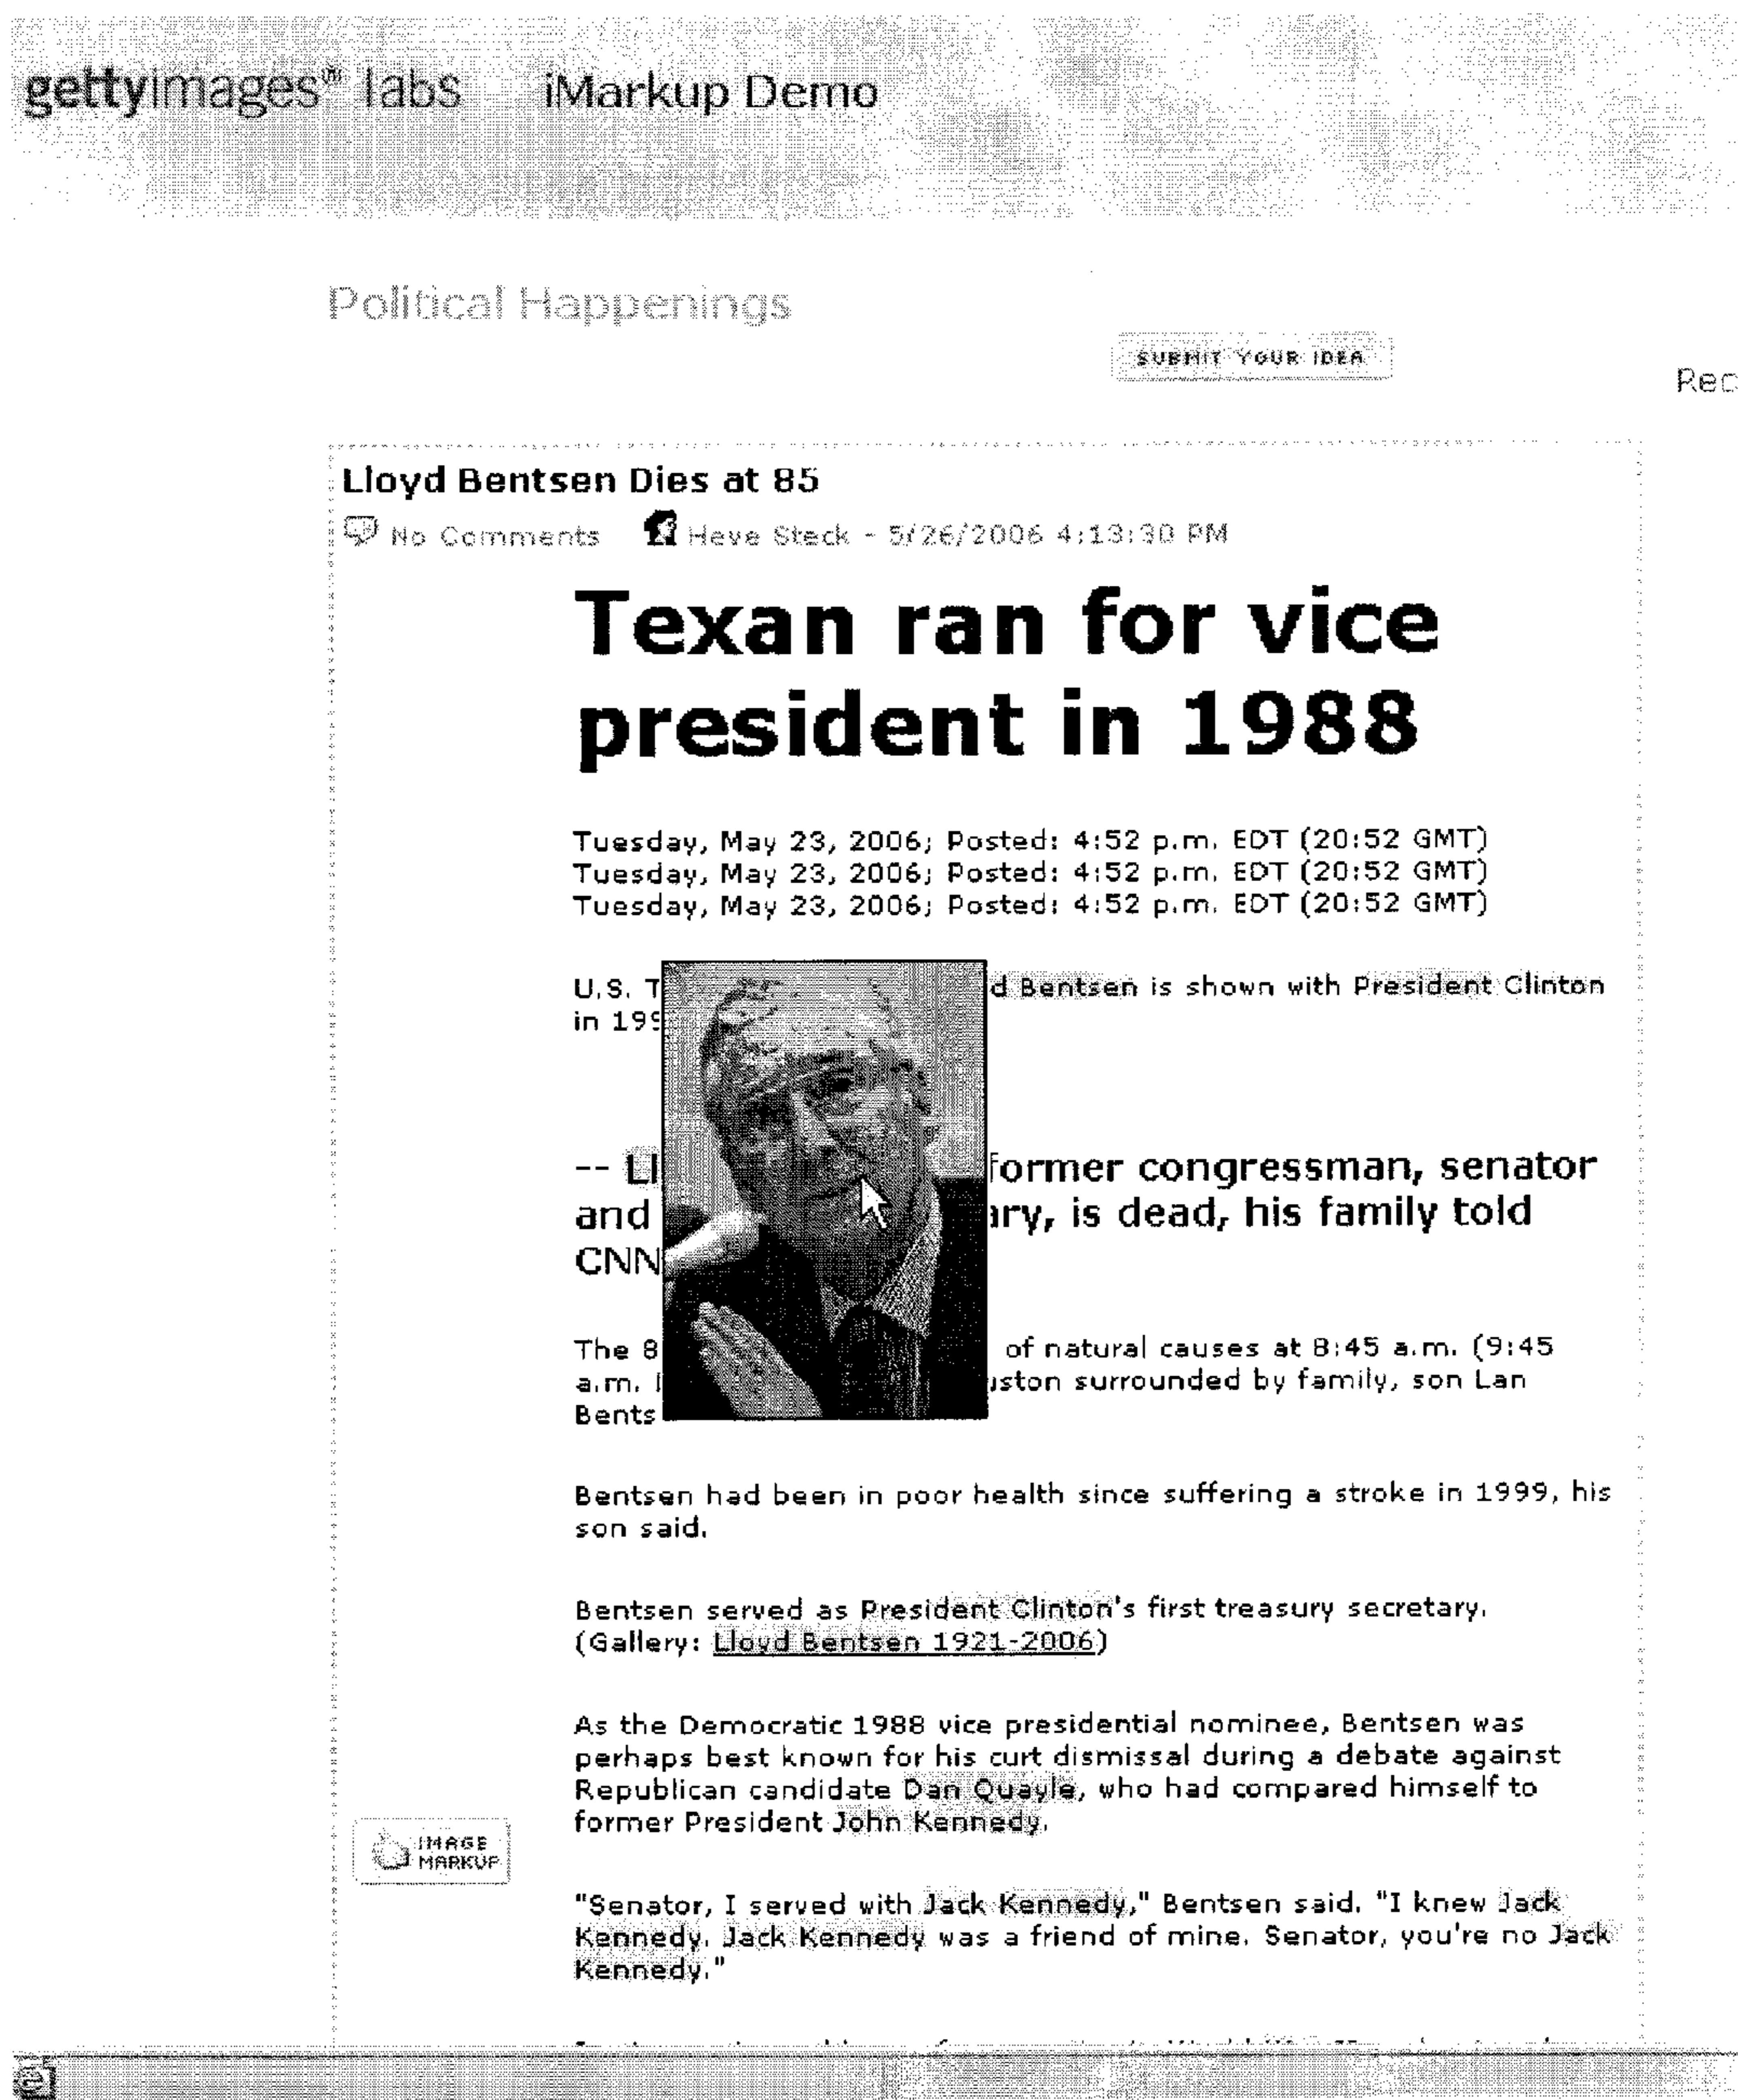 gettyimages® labs iMarkup Demo
Political Happenings
SUBMIT YOUR IDEA
Rec
Lloyd Bentsen Dies at 85
No Comments Heve Steck - 5/26/2006 4:13:30 PM
Texan ran for vice
president in 1988
Tuesday, May 23, 2006; Posted: 4:52 p.m. EDT (20:52 GMT)
Tuesday, May 23, 2006; Posted: 4:52 p.m. EDT (20:52 GMT)
Tuesday, May 23, 2006; Posted: 4:52 p.m. EDT (20:52 GMT)
U.S. T d Bentsen is shown with President Clinton
in 199
-- Ll former congressman, senator
and ary, is dead, his family told
CNN
The 8 of natural causes at 8:45 a.m. (9:45
a.m. uston surrounded by family, son Lan
Bents
Bentsen had been in poor health since suffering a stroke in 1999, his
son said.
Bentsen served as President Clinton's first treasury secretary.
(Gallery: Lloyd Bentsen 1921-2006)
As the Democratic 1988 vice presidential nominee, Bentsen was
perhaps best known for his curt dismissal during a debate against
Republican candidate Dan Quayle, who had compared himself to
former President John Kennedy.
IMAGE
MARKUP
"Senator, I served with Jack Kennedy," Bentsen said. "I knew Jack
Kennedy. Jack Kennedy was a friend of mine. Senator, you're no Jack
Kennedy."